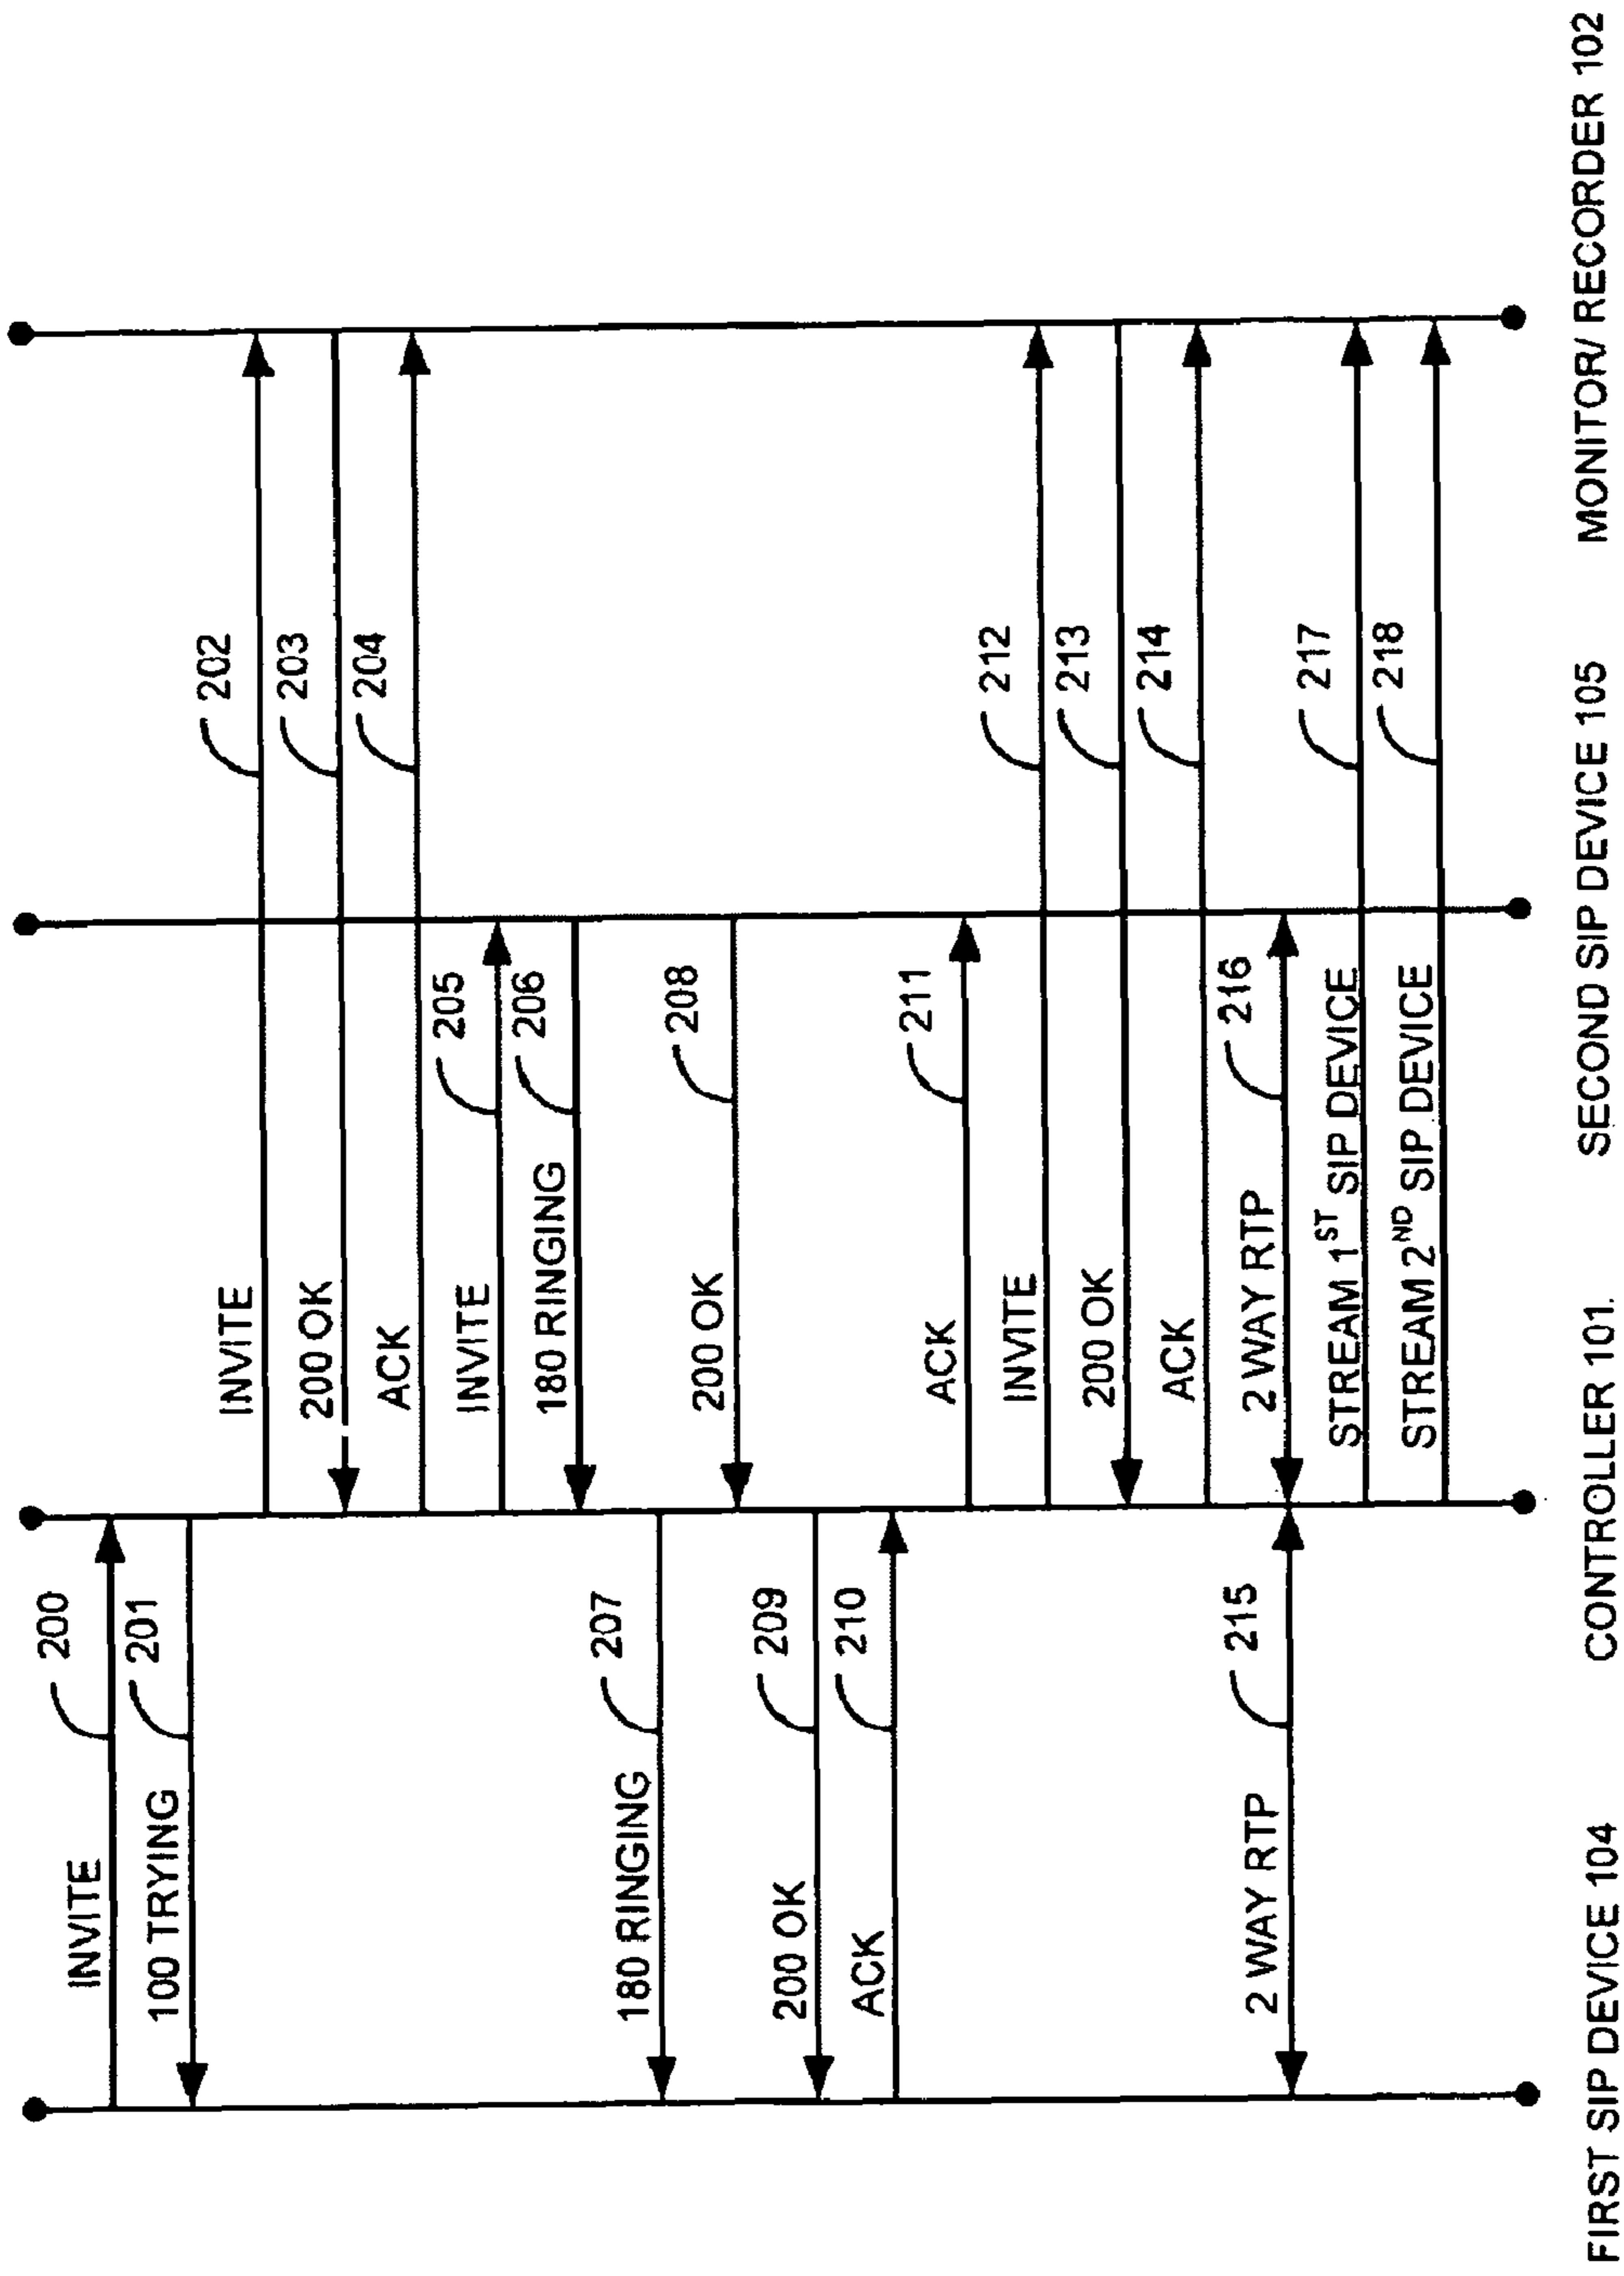 INVITE 200
100 TRYING 201
INVITE 202
200 OK 203
ACK 204
INVITE 205
180 RINGING 206
180 RINGING 207
200 OK 208
200 OK 209
ACK 210
ACK 211
INVITE 212
200 OK 213
ACK 214
2 WAY RTP 215
2 WAY RTP 216
STREAM 1ST SIP DEVICE 217
STREAM 2ND SIP DEVICE 218
FIRST SIP DEVICE 104
CONTROLLER 101.
SECOND SIP DEVICE 105
MONITOR/ RECORDER 102